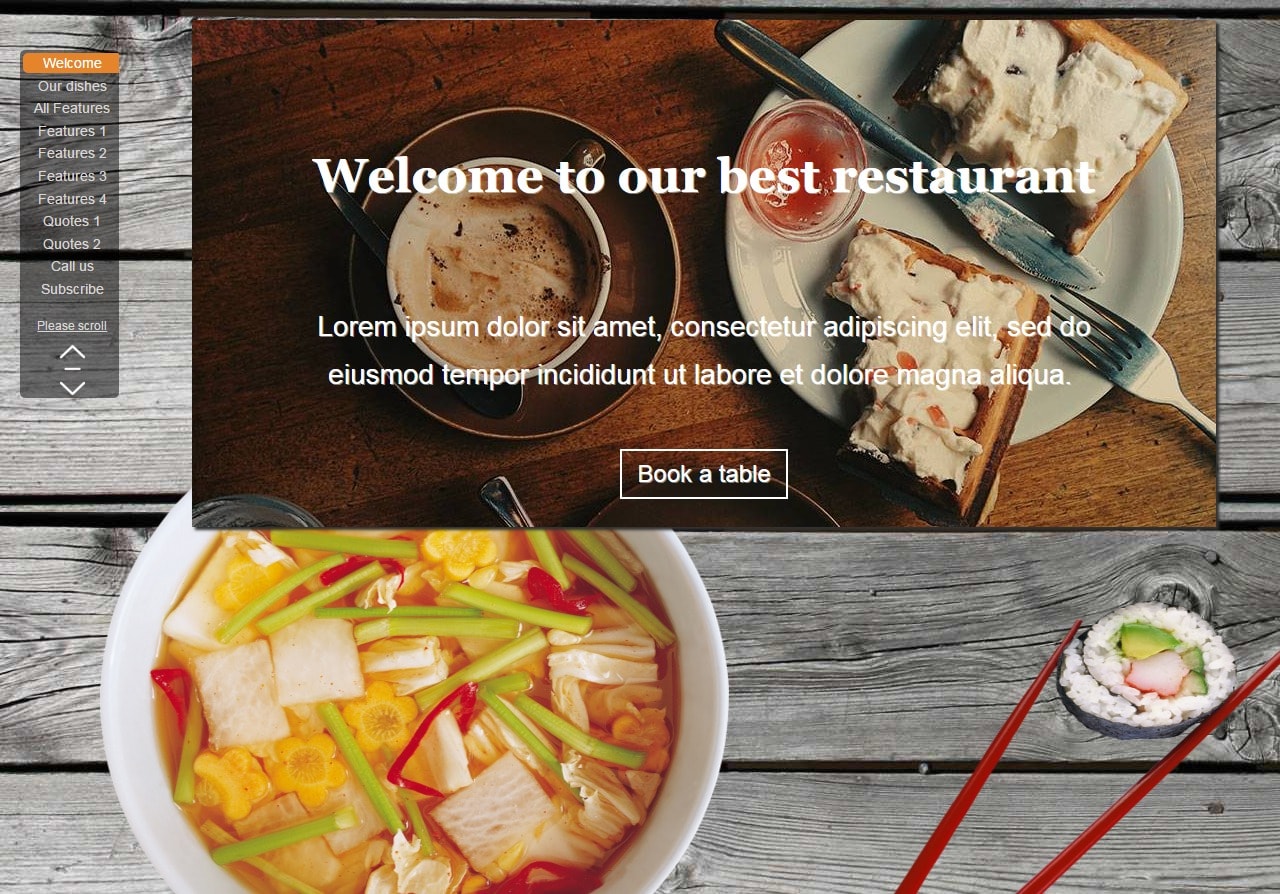 Welcome
Our dishes
All Features
Features 1
Features 2
Features 3
Features 4
Quotes 1
Quotes 2
Call us
Subscribe
Please scroll
Welcome to our best restaurant
Lorem ipsum dolor sit amet, consectetur adipiscing elit, sed do
eiusmod tempor incididunt ut labore et dolore magna aliqua.
Book a table